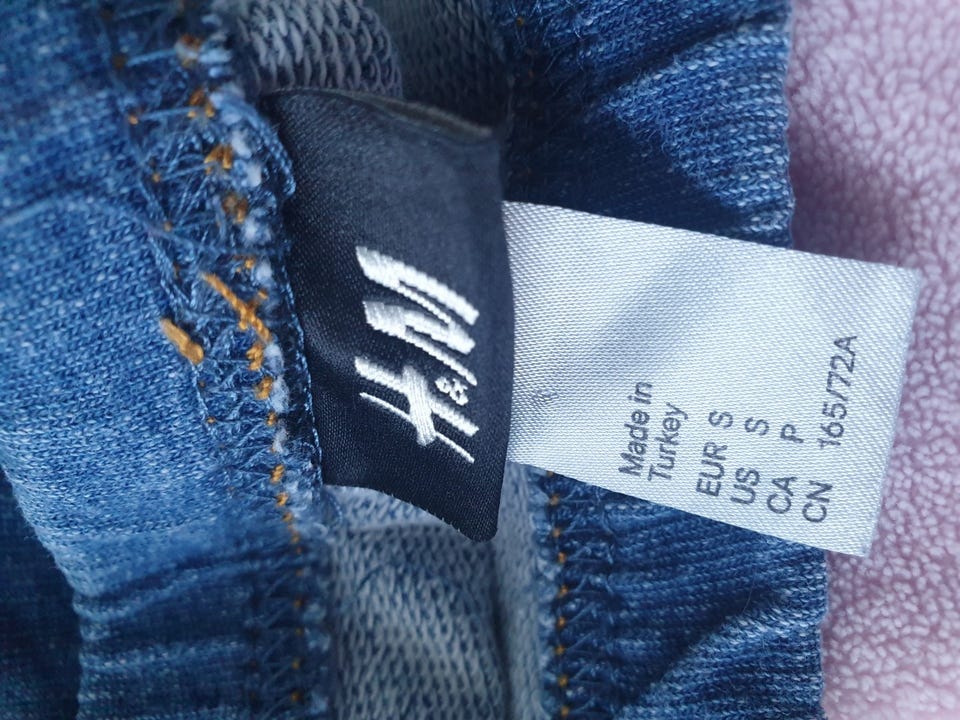 H&M
Made in
Turkey
EUR S
US S
CA P
CN 165/72A